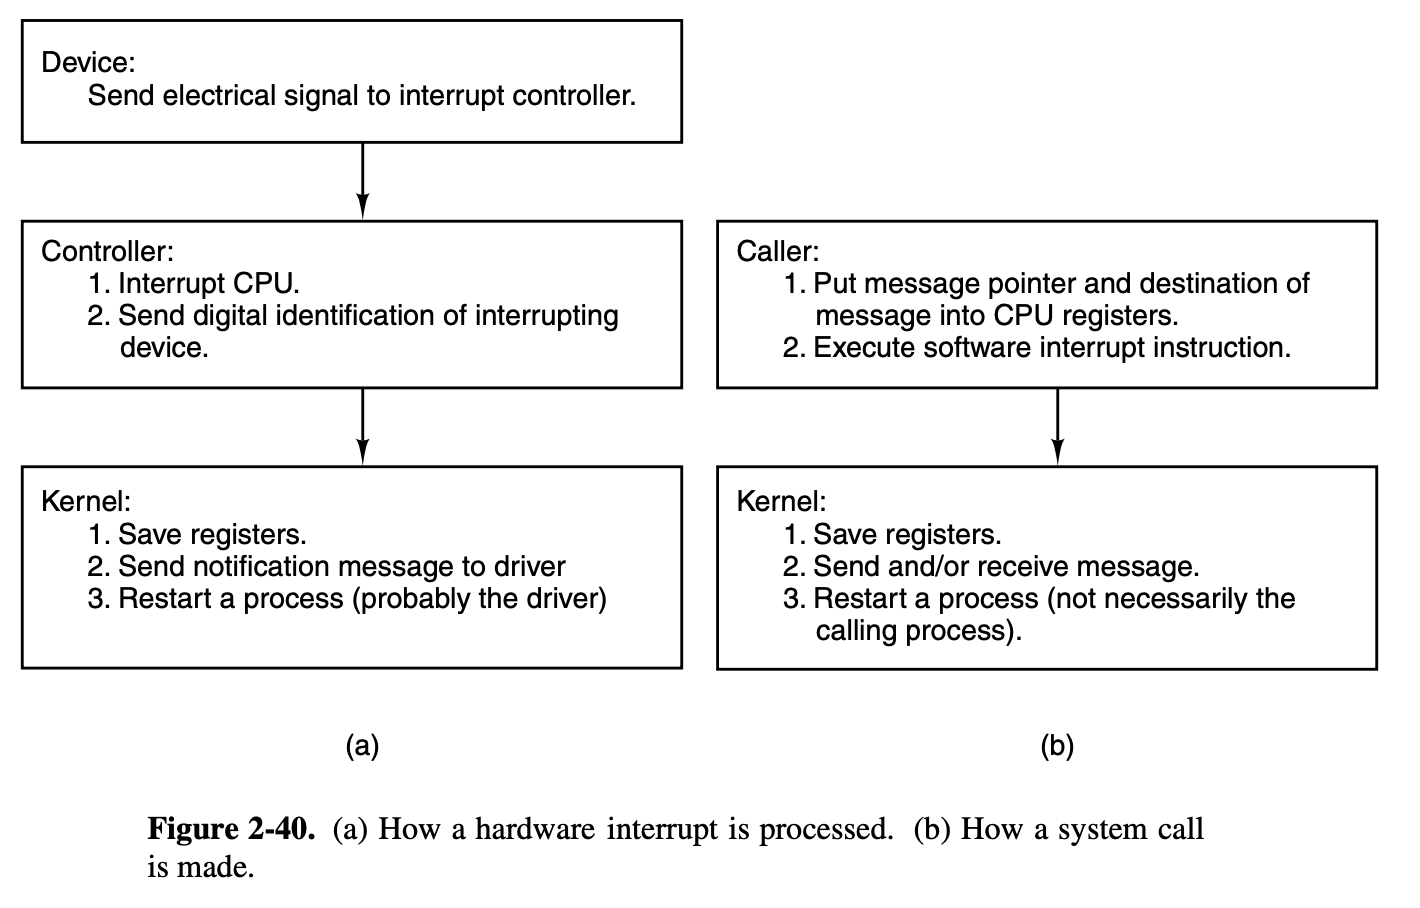 Device:
Send electrical signal to interrupt controller.
Controller:
1. Interrupt CPU.
2. Send digital identification of interrupting
device.
Kernel:
1. Save registers.
2. Send notification message to driver
3. Restart a process (probably the driver)
(a)
Caller:
1. Put message pointer and destination of
message into CPU registers.
2. Execute software interrupt instruction.
Kernel:
1. Save registers.
2. Send and/or receive message.
3. Restart a process (not necessarily the
calling process).
(b)
Figure 2-40. (a) How a hardware interrupt is processed. (b) How a system call
is made.